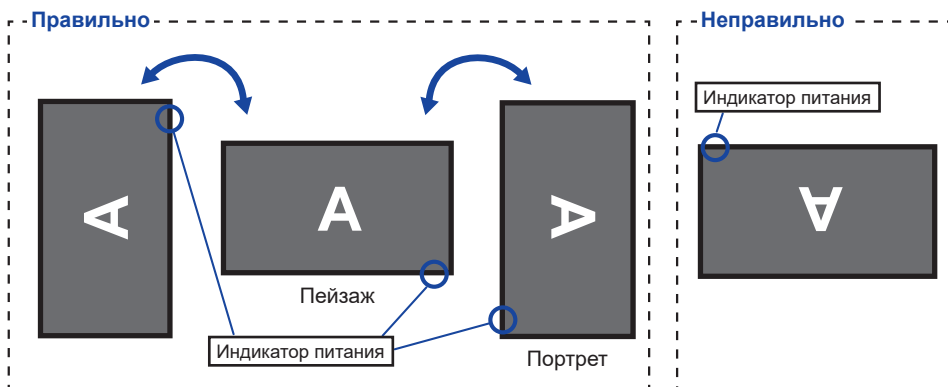 Правильно
Неправильно
Индикатор питания
A
A
A
A
Пейзаж
Индикатор питания
Портрет